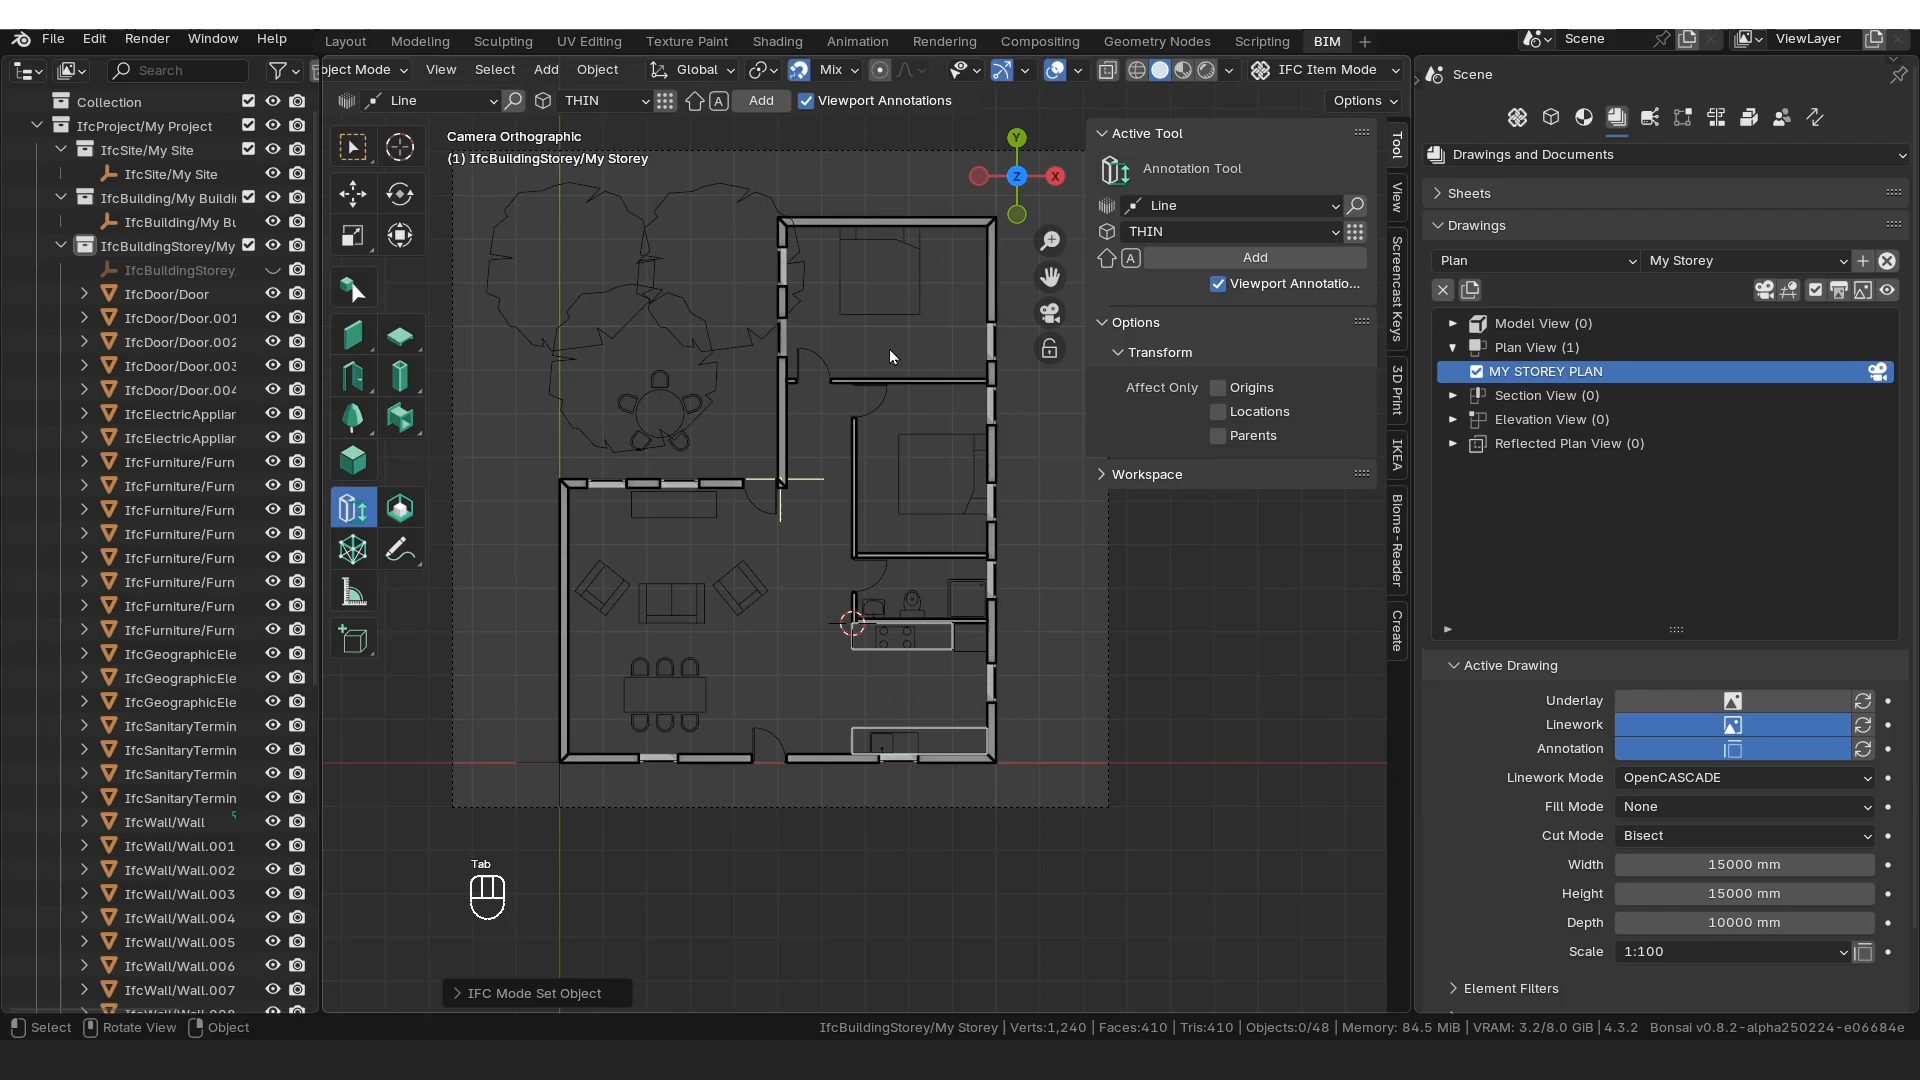 File Edit Render Window Help
Layout Modeling Sculpting UV Editing Texture Paint Shading Animation Rendering Compositing Geometry Nodes Scripting BIM
Scene
ViewLayer
Search
bject Mode View Select Add Object
Global
Mix
IFC Item Mode
Line
THIN
A
Add
Viewport Annotations
Options
Camera Orthographic
(1) IfcBuildingStorey/My Storey
Y
Z
X
Collection
IfcProject/My Project
IfcSite/My Site
IfcSite/My Site
IfcBuilding/My Buildi
IfcBuilding/My Bu
IfcBuildingStorey/My
IfcBuildingStorey
IfcDoor/Door
IfcDoor/Door.001
IfcDoor/Door.002
IfcDoor/Door.003
IfcDoor/Door.004
IfcElectricApplian
IfcElectricApplian
IfcFurniture/Furn
IfcFurniture/Furn
IfcFurniture/Furn
IfcFurniture/Furn
IfcFurniture/Furn
IfcFurniture/Furn
IfcFurniture/Furn
IfcFurniture/Furn
IfcGeographicEle
IfcGeographicEle
IfcGeographicEle
IfcSanitaryTermin
IfcSanitaryTermin
IfcSanitaryTermin
IfcSanitaryTermin
IfcWall/Wall
IfcWall/Wall.001
IfcWall/Wall.002
IfcWall/Wall.003
IfcWall/Wall.004
IfcWall/Wall.005
IfcWall/Wall.006
IfcWall/Wall.007
Tab
IFC Mode Set Object
Active Tool
Annotation Tool
Line
THIN
A
Add
Viewport Annotatio...
Options
Transform
Affect Only
Origins
Locations
Parents
Workspace
Tool
View
Screencast Keys
3D Print
IKEA
Biome-Reader
Create
Scene
Drawings and Documents
Sheets
Drawings
Plan
My Storey
Model View (0)
Plan View (1)
MY STOREY PLAN
Section View (0)
Elevation View (0)
Reflected Plan View (0)
Active Drawing
Underlay
Linework
Annotation
Linework Mode OpenCASCADE
Fill Mode None
Cut Mode Bisect
Width 15000 mm
Height 15000 mm
Depth 10000 mm
Scale 1:100
Element Filters
Select Rotate View Object
IfcBuildingStorey/My Storey | Verts:1,240 | Faces:410 | Tris:410 | Objects:0/48 | Memory: 84.5 MiB | VRAM: 3.2/8.0 GiB | 4.3.2 Bonsai v0.8.2-alpha250224-e06684e